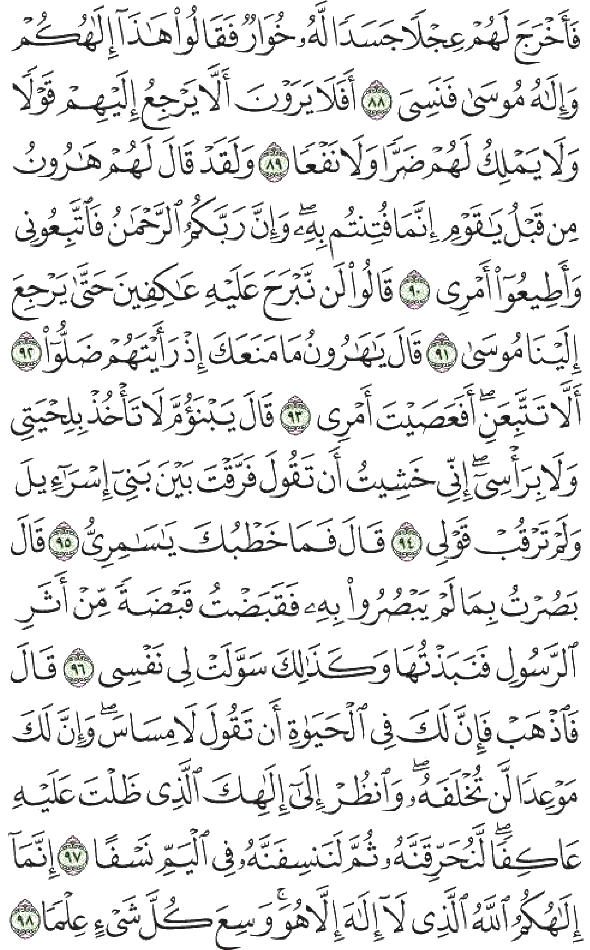 فَأَخْرَجَ لَهُمْ عِجْلًا جَسَدًا لَّهُۥ خُوَارٌ فَقَالُوا۟ هَـٰذَآ إِلَـٰهُكُمْ
وَإِلَـٰهُ مُوسَىٰ فَنَسِىَ ٨٨ أَفَلَا يَرَوْنَ أَلَّا يَرْجِعُ إِلَيْهِمْ قَوْلًا
وَلَا يَمْلِكُ لَهُمْ ضَرًّا وَلَا نَفْعًا ٨٩ وَلَقَدْ قَالَ لَهُمْ هَـٰرُونُ
مِن قَبْلُ يَـٰقَوْمِ إِنَّمَا فُتِنتُم بِهِۦ ۖ وَإِنَّ رَبَّكُمُ ٱلرَّحْمَـٰنُ فَٱتَّبِعُونِى
وَأَطِيعُوٓا۟ أَمْرِى ٩٠ قَالُوا۟ لَن نَّبْرَحَ عَلَيْهِ عَـٰكِفِينَ حَتَّىٰ يَرْجِعَ
إِلَيْنَا مُوسَىٰ ٩١ قَالَ يَـٰهَـٰرُونُ مَا مَنَعَكَ إِذْ رَأَيْتَهُمْ ضَلُّوٓا۟ ٩٢
أَلَّا تَتَّبِعَنِ ۖ أَفَعَصَيْتَ أَمْرِى ٩٣ قَالَ يَبْنَؤُمَّ لَا تَأْخُذْ بِلِحْيَتِى
وَلَا بِرَأْسِىٓ ۖ إِنِّى خَشِيتُ أَن تَقُولَ فَرَّقْتَ بَيْنَ بَنِىٓ إِسْرَٰٓءِيلَ
وَلَمْ تَرْقُبْ قَوْلِى ٩٤ قَالَ فَمَا خَطْبُكَ يَـٰسَـٰمِرِىُّ ٩٥ قَالَ
بَصُرْتُ بِمَا لَمْ يَبْصُرُوا۟ بِهِۦ فَقَبَضْتُ قَبْضَةً مِّنْ أَثَرِ
ٱلرَّسُولِ فَنَبَذْتُهَا وَكَذَٰلِكَ سَوَّلَتْ لِى نَفْسِى ٩٦ قَالَ
فَٱذْهَبْ فَإِنَّ لَكَ فِى ٱلْحَيَوٰةِ أَن تَقُولَ لَا مِسَاسَ ۖ وَإِنَّ لَكَ
مَوْعِدًا لَّن تُخْلَفَهُۥ ۖ وَٱنظُرْ إِلَىٰٓ إِلَـٰهِكَ ٱلَّذِى ظَلْتَ عَلَيْهِ
عَاكِفًا ۖ لَّنُحَرِّقَنَّهُۥ ثُمَّ لَنَنسِفَنَّهُۥ فِى ٱلْيَمِّ نَسْفًا ٩٧ إِنَّمَآ
إِلَـٰهُكُمُ ٱللَّهُ ٱلَّذِى لَآ إِلَـٰهَ إِلَّا هُوَ ۚ وَسِعَ كُلَّ شَىْءٍ عِلْمًا ٩٨